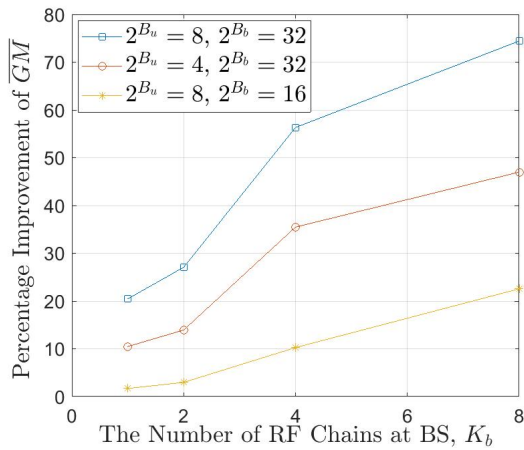 80
70
60
50
40
30
20
10
0
Percentage Improvement of $\overline{GM}$
$2^{B_u} = 8, 2^{B_b} = 32$
$2^{B_u} = 4, 2^{B_b} = 32$
$2^{B_u} = 8, 2^{B_b} = 16$
0 2 4 6 8
The Number of RF Chains at BS, $K_b$